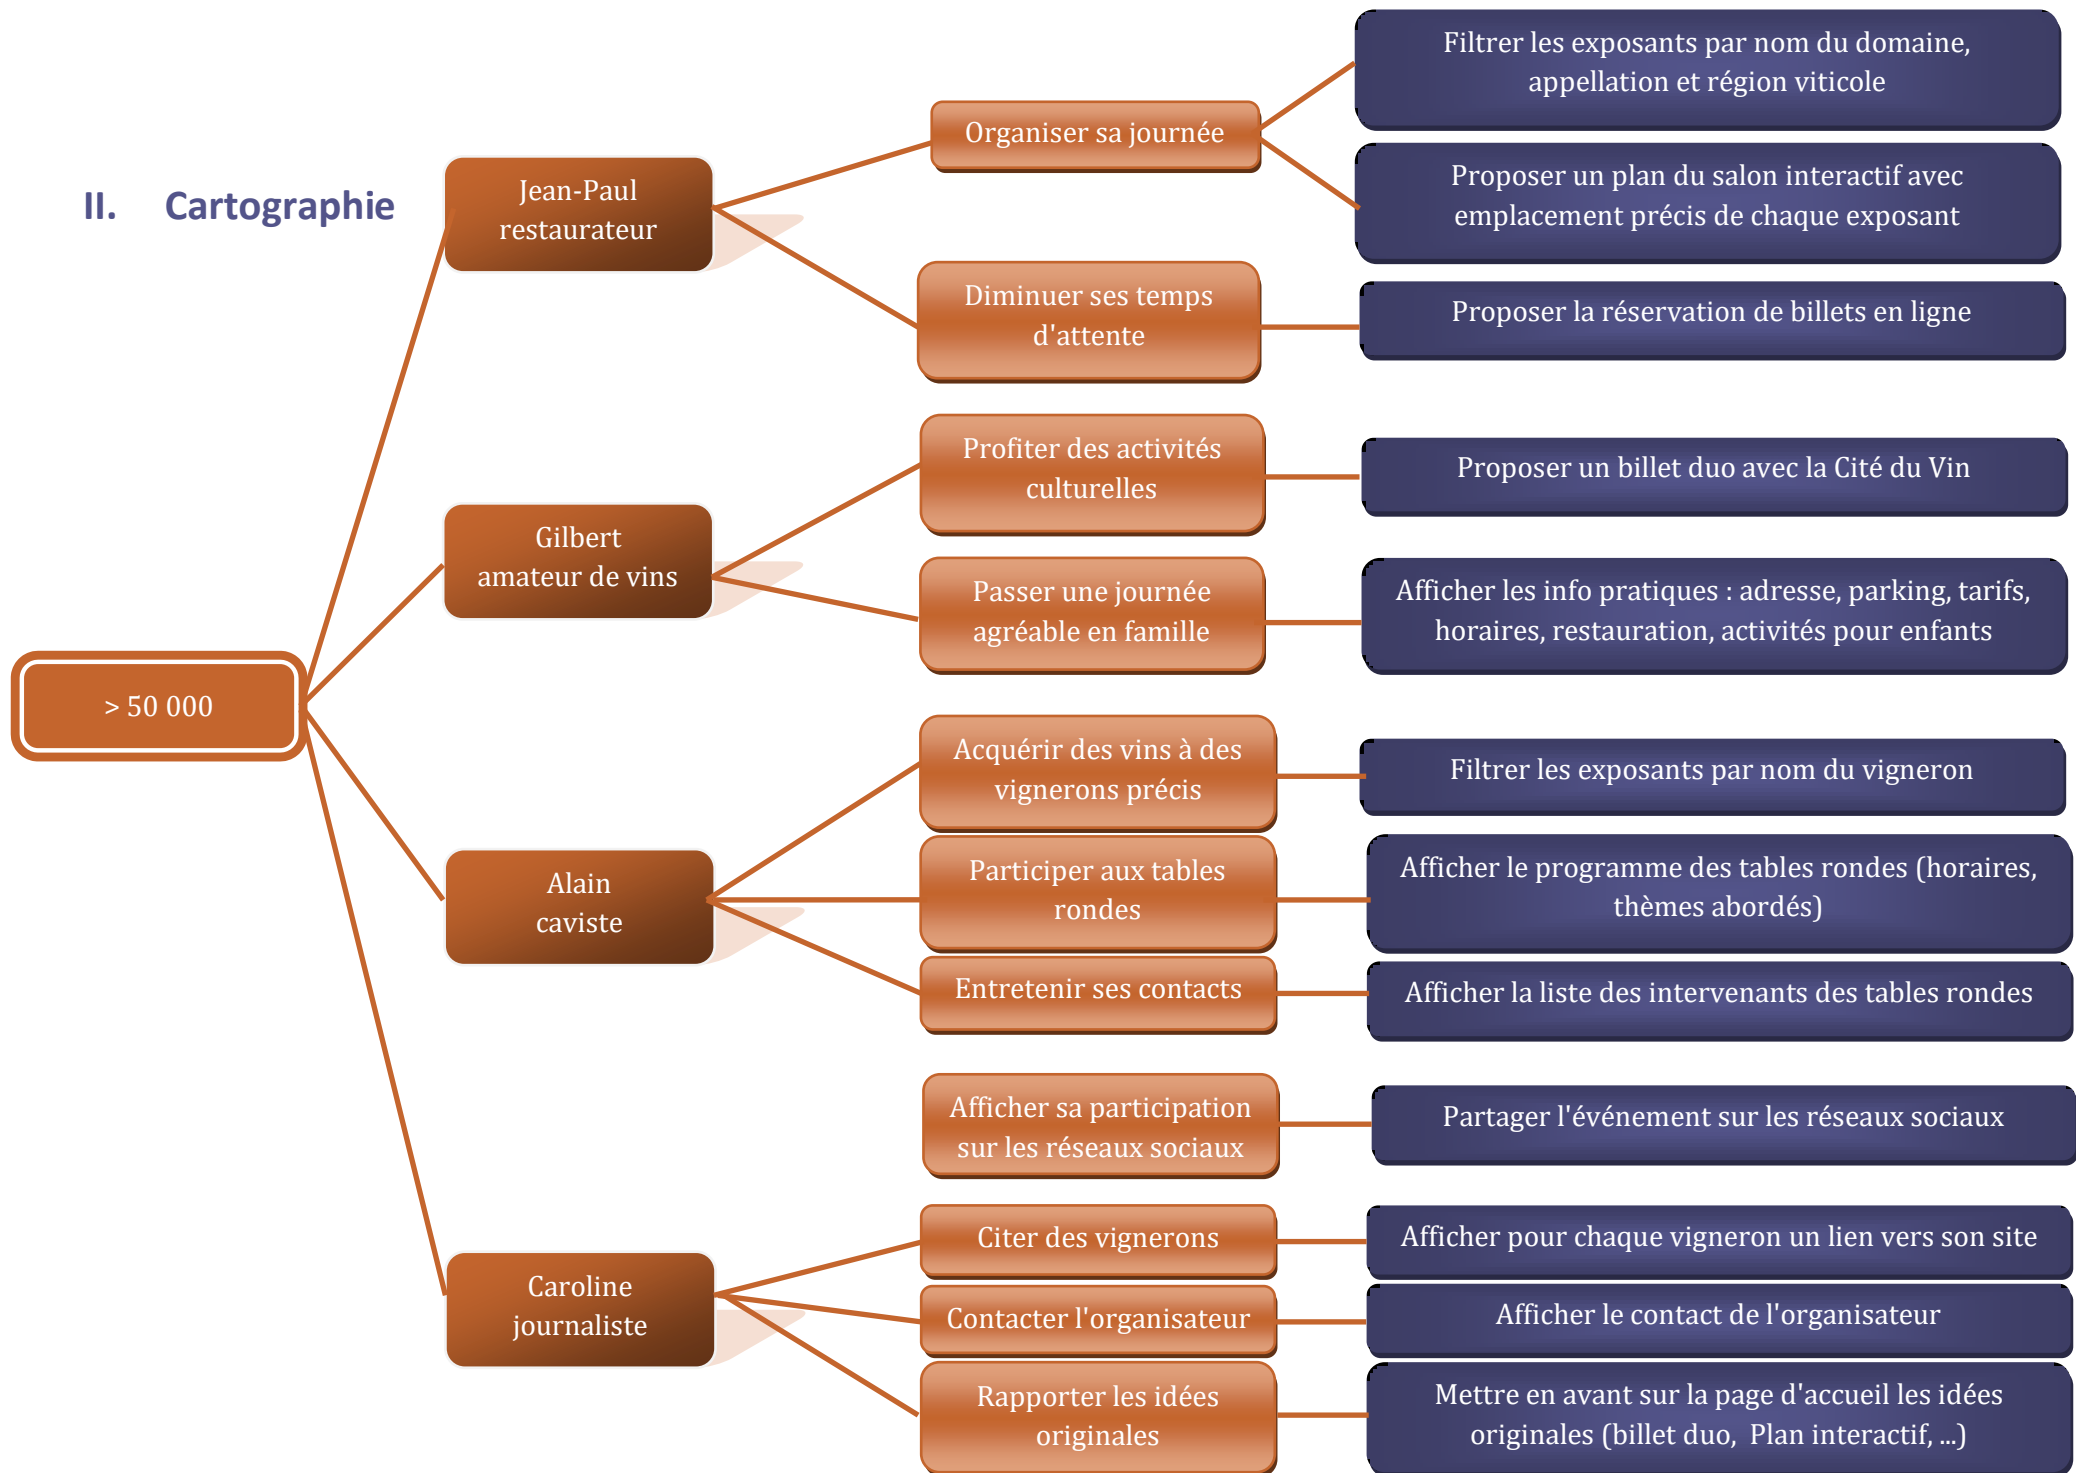 II. Cartographie
> 50 000
Jean-Paul
restaurateur
Organiser sa journée
Filtrer les exposants par nom du domaine,
appellation et région viticole
Proposer un plan du salon interactif avec
emplacement précis de chaque exposant
Diminuer ses temps
d'attente
Proposer la réservation de billets en ligne
Gilbert
amateur de vins
Profiter des activités
culturelles
Proposer un billet duo avec la Cité du Vin
Passer une journée
agréable en famille
Afficher les info pratiques : adresse, parking, tarifs,
horaires, restauration, activités pour enfants
Alain
caviste
Acquérir des vins à des
vignerons précis
Filtrer les exposants par nom du vigneron
Participer aux tables
rondes
Afficher le programme des tables rondes (horaires,
thèmes abordés)
Entretenir ses contacts
Afficher la liste des intervenants des tables rondes
Afficher sa participation
sur les réseaux sociaux
Partager l'événement sur les réseaux sociaux
Caroline
journaliste
Citer des vignerons
Afficher pour chaque vigneron un lien vers son site
Contacter l'organisateur
Afficher le contact de l'organisateur
Rapporter les idées
originales
Mettre en avant sur la page d'accueil les idées
originales (billet duo, Plan interactif, ...)